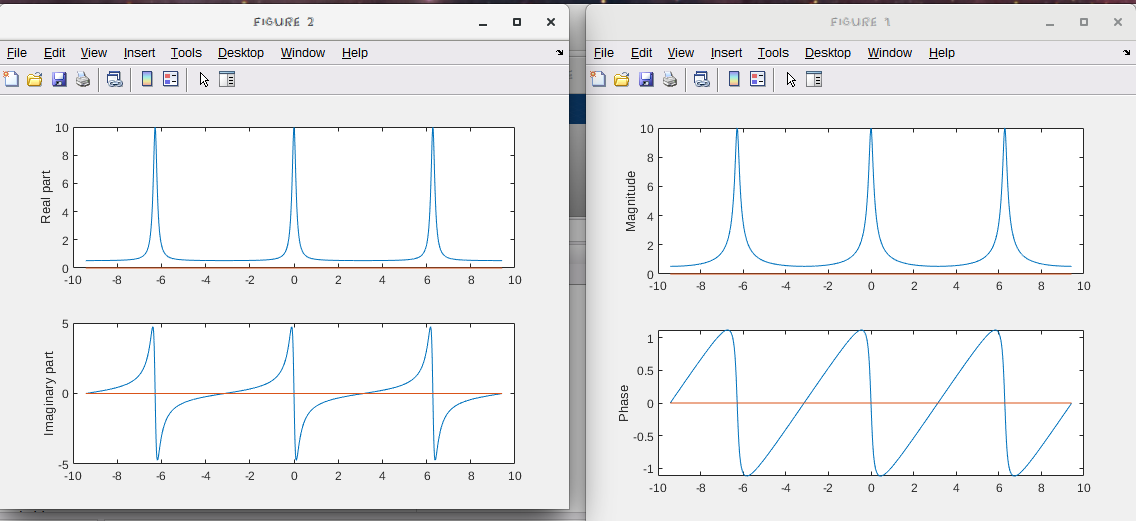 FIGURE 2
File Edit View Insert Tools Desktop Window Help
10
8
6
4
2
0
Real part
-10 -8 -6 -4 -2 0 2 4 6 8 10
5
0
-5
Imaginary part
-10 -8 -6 -4 -2 0 2 4 6 8 10
FIGURE 1
File Edit View Insert Tools Desktop Window Help
10
8
6
4
2
0
Magnitude
-10 -8 -6 -4 -2 0 2 4 6 8 10
1
0.5
0
-0.5
-1
Phase
-10 -8 -6 -4 -2 0 2 4 6 8 10